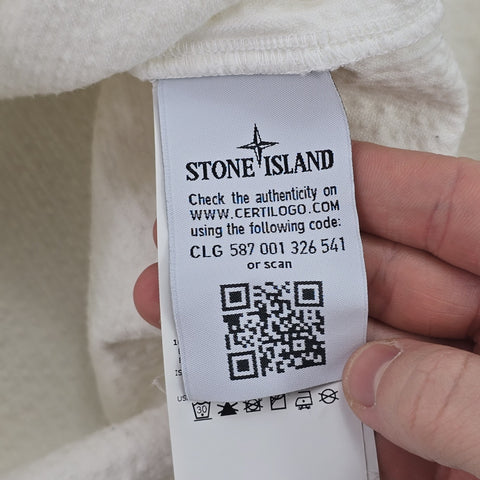 STONE ISLAND
Check the authenticity on
WWW.CERTILOGO.COM
using the following code:
CLG 587 001 326 541
or scan
30